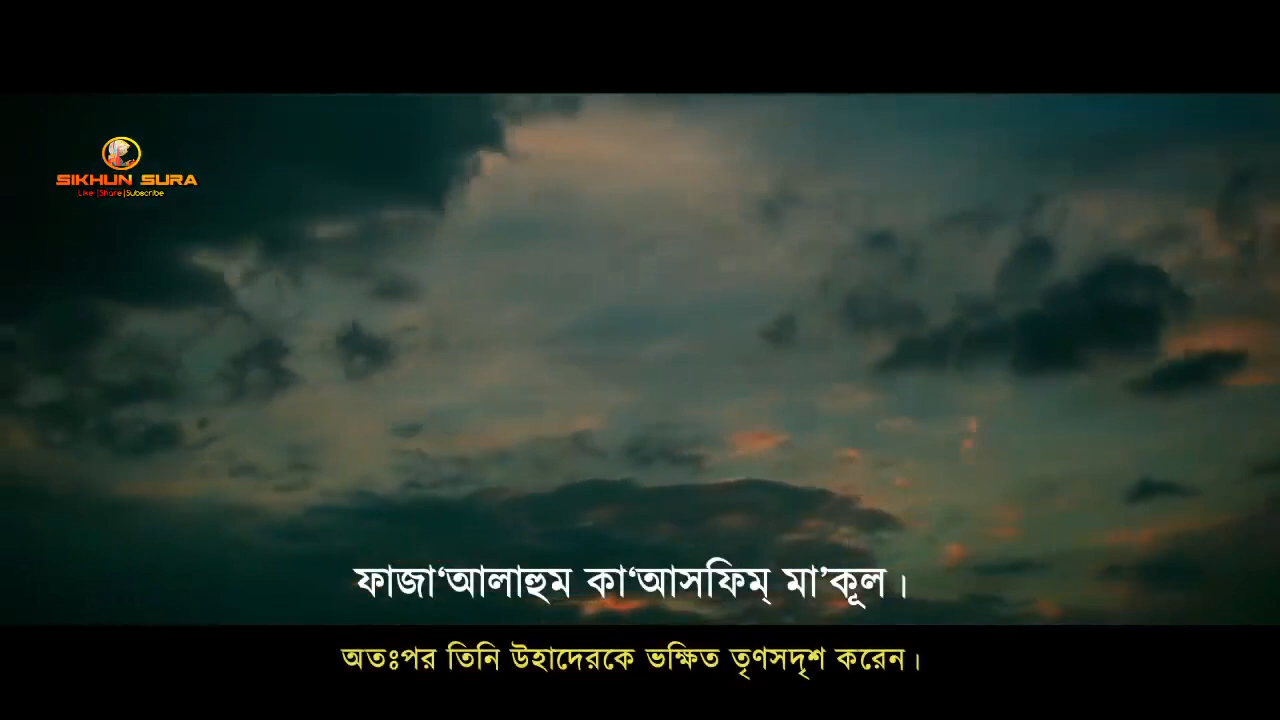 SIKHUN SURA
Like |Share|Subscribe
ফাজা‘আলাহুম কা‘আসফিম্ মা’কূল।
অতঃপর তিনি উহাদেরকে ভক্ষিত তৃণসদৃশ করেন।